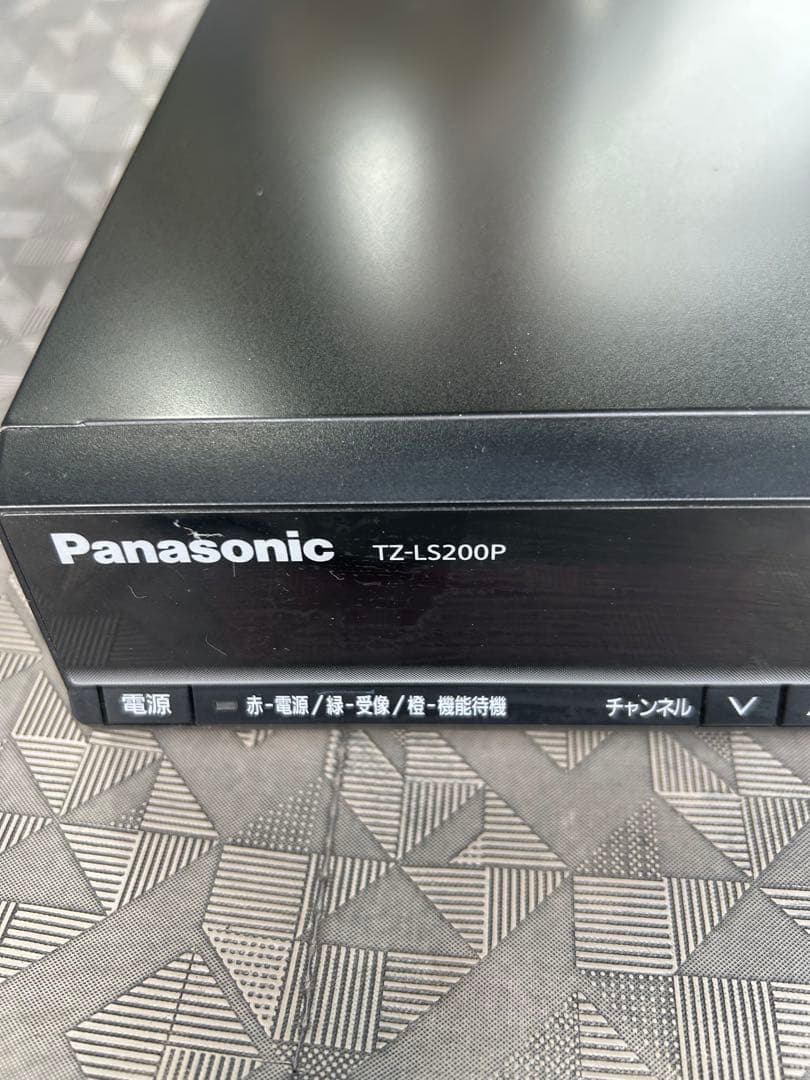 Panasonic TZ-LS200P
電源 赤-電源/緑-受像/橙-機能待機 チャンネル ∨